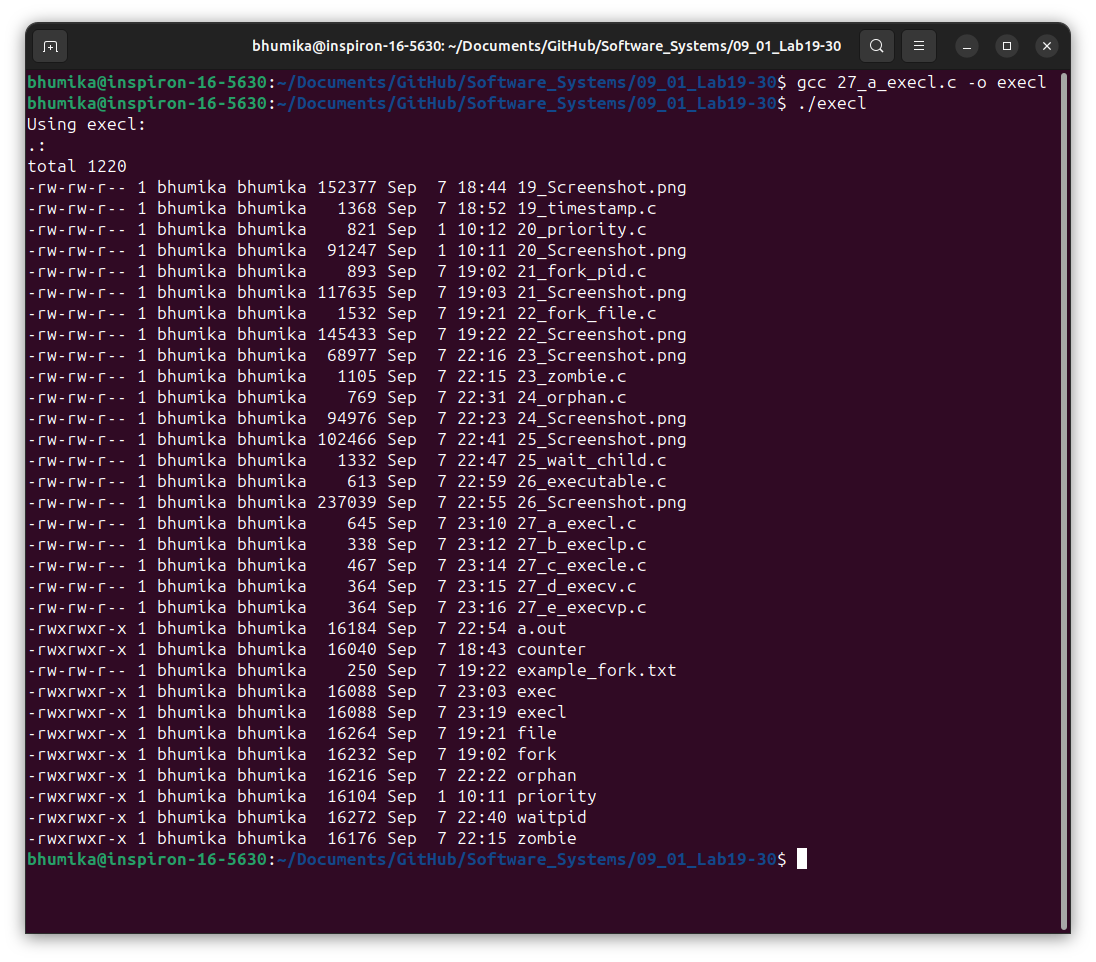 bhumika@inspiron-16-5630: ~/Documents/GitHub/Software_Systems/09_01_Lab19-30
bhumika@inspiron-16-5630:~/Documents/GitHub/Software_Systems/09_01_Lab19-30$ gcc 27_a_execl.c -o execl
bhumika@inspiron-16-5630:~/Documents/GitHub/Software_Systems/09_01_Lab19-30$ ./execl
Using execl:
.:
total 1220
-rw-rw-r-- 1 bhumika bhumika 152377 Sep  7 18:44 19_Screenshot.png
-rw-rw-r-- 1 bhumika bhumika   1368 Sep  7 18:52 19_timestamp.c
-rw-rw-r-- 1 bhumika bhumika    821 Sep  1 10:12 20_priority.c
-rw-rw-r-- 1 bhumika bhumika  91247 Sep  1 10:11 20_Screenshot.png
-rw-rw-r-- 1 bhumika bhumika    893 Sep  7 19:02 21_fork_pid.c
-rw-rw-r-- 1 bhumika bhumika 117635 Sep  7 19:03 21_Screenshot.png
-rw-rw-r-- 1 bhumika bhumika   1532 Sep  7 19:21 22_fork_file.c
-rw-rw-r-- 1 bhumika bhumika 145433 Sep  7 19:22 22_Screenshot.png
-rw-rw-r-- 1 bhumika bhumika  68977 Sep  7 22:16 23_Screenshot.png
-rw-rw-r-- 1 bhumika bhumika   1105 Sep  7 22:15 23_zombie.c
-rw-rw-r-- 1 bhumika bhumika    769 Sep  7 22:31 24_orphan.c
-rw-rw-r-- 1 bhumika bhumika  94976 Sep  7 22:23 24_Screenshot.png
-rw-rw-r-- 1 bhumika bhumika 102466 Sep  7 22:41 25_Screenshot.png
-rw-rw-r-- 1 bhumika bhumika   1332 Sep  7 22:47 25_wait_child.c
-rw-rw-r-- 1 bhumika bhumika    613 Sep  7 22:59 26_executable.c
-rw-rw-r-- 1 bhumika bhumika 237039 Sep  7 22:55 26_Screenshot.png
-rw-rw-r-- 1 bhumika bhumika    645 Sep  7 23:10 27_a_execl.c
-rw-rw-r-- 1 bhumika bhumika    338 Sep  7 23:12 27_b_execlp.c
-rw-rw-r-- 1 bhumika bhumika    467 Sep  7 23:14 27_c_execle.c
-rw-rw-r-- 1 bhumika bhumika    364 Sep  7 23:15 27_d_execv.c
-rw-rw-r-- 1 bhumika bhumika    364 Sep  7 23:16 27_e_execvp.c
-rwxrwxr-x 1 bhumika bhumika  16184 Sep  7 22:54 a.out
-rwxrwxr-x 1 bhumika bhumika  16040 Sep  7 18:43 counter
-rw-rw-r-- 1 bhumika bhumika    250 Sep  7 19:22 example_fork.txt
-rwxrwxr-x 1 bhumika bhumika  16088 Sep  7 23:03 exec
-rwxrwxr-x 1 bhumika bhumika  16088 Sep  7 23:19 execl
-rwxrwxr-x 1 bhumika bhumika  16264 Sep  7 19:21 file
-rwxrwxr-x 1 bhumika bhumika  16232 Sep  7 19:02 fork
-rwxrwxr-x 1 bhumika bhumika  16216 Sep  7 22:22 orphan
-rwxrwxr-x 1 bhumika bhumika  16104 Sep  1 10:11 priority
-rwxrwxr-x 1 bhumika bhumika  16272 Sep  7 22:40 waitpid
-rwxrwxr-x 1 bhumika bhumika  16176 Sep  7 22:15 zombie
bhumika@inspiron-16-5630:~/Documents/GitHub/Software_Systems/09_01_Lab19-30$